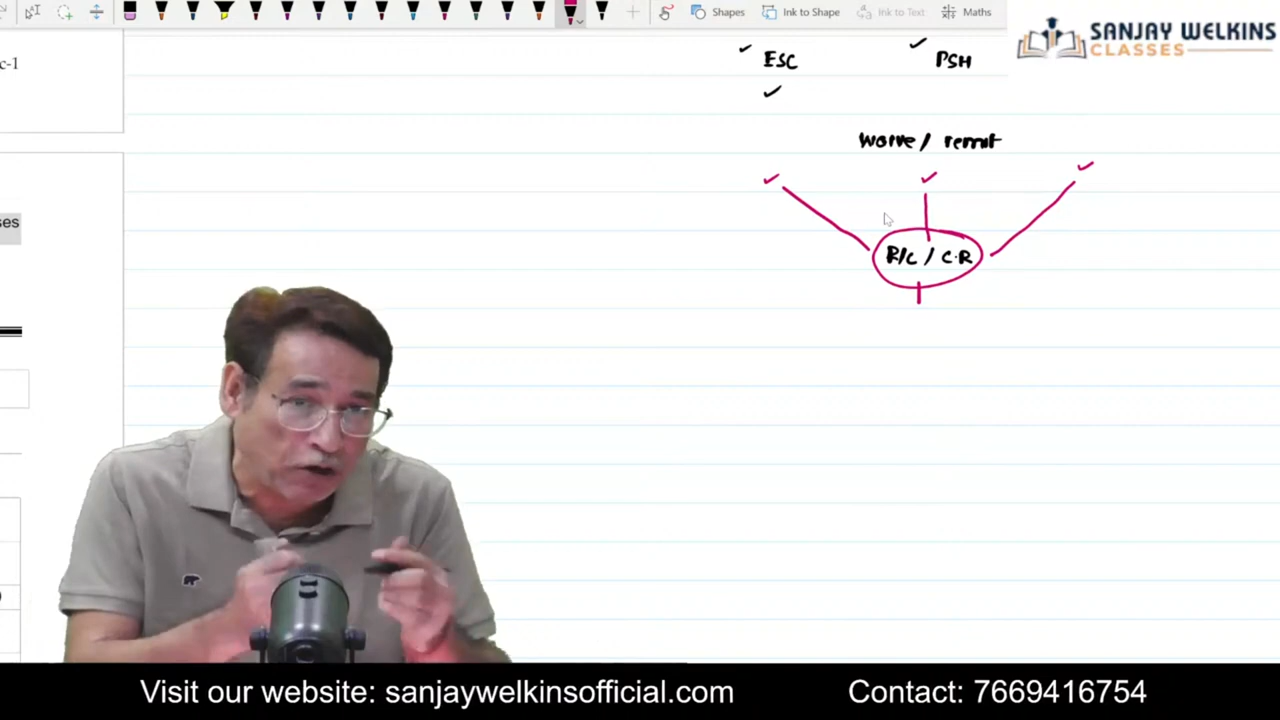 Shapes Ink to Shape Ink to Text Maths
SANJAY WELKINS
CLASSES
c-1
ESC PSH
waive / remit
ses
R/C / C.R
Visit our website: sanjaywelkinsofficial.com Contact: 7669416754